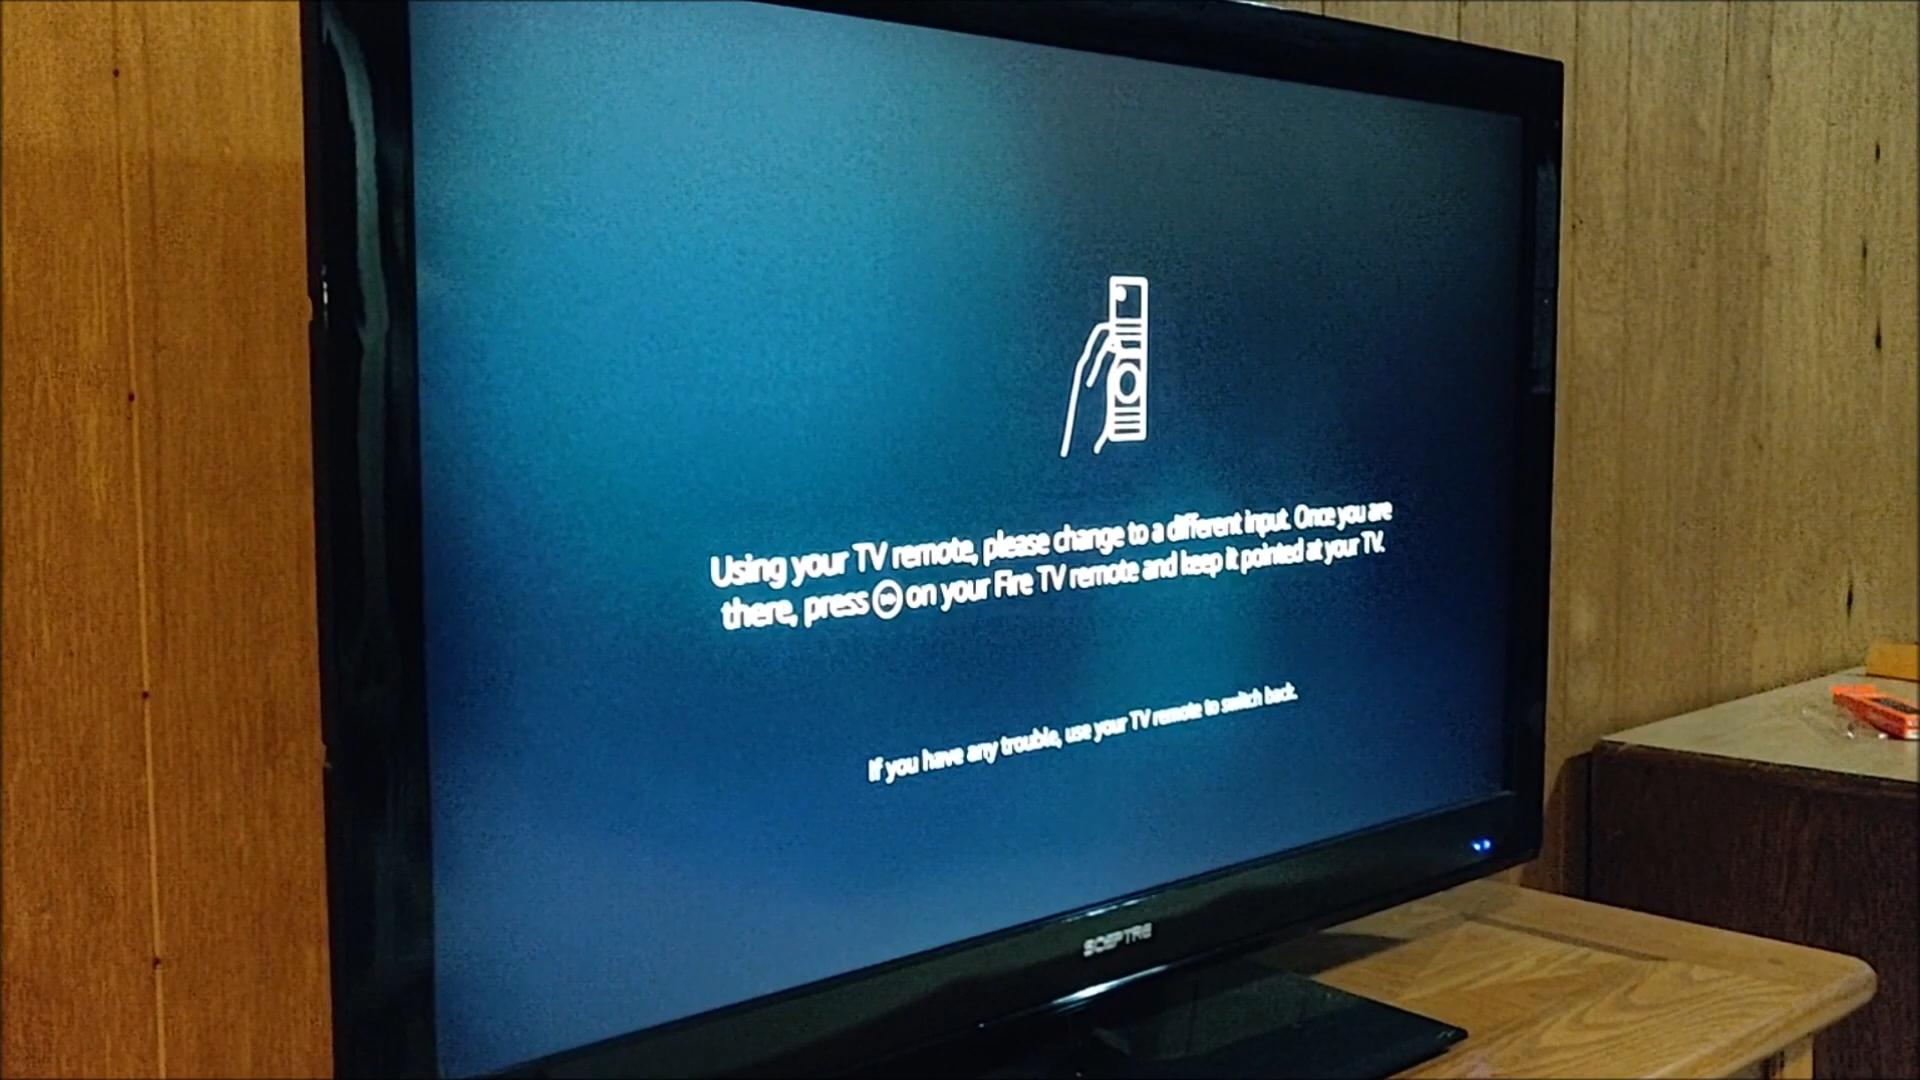 Using your TV remote, please change to a different input. Once you are
there, press on your Fire TV remote and keep it pointed at your TV.
If you have any trouble, use your TV remote to switch back.
SCEPTRE